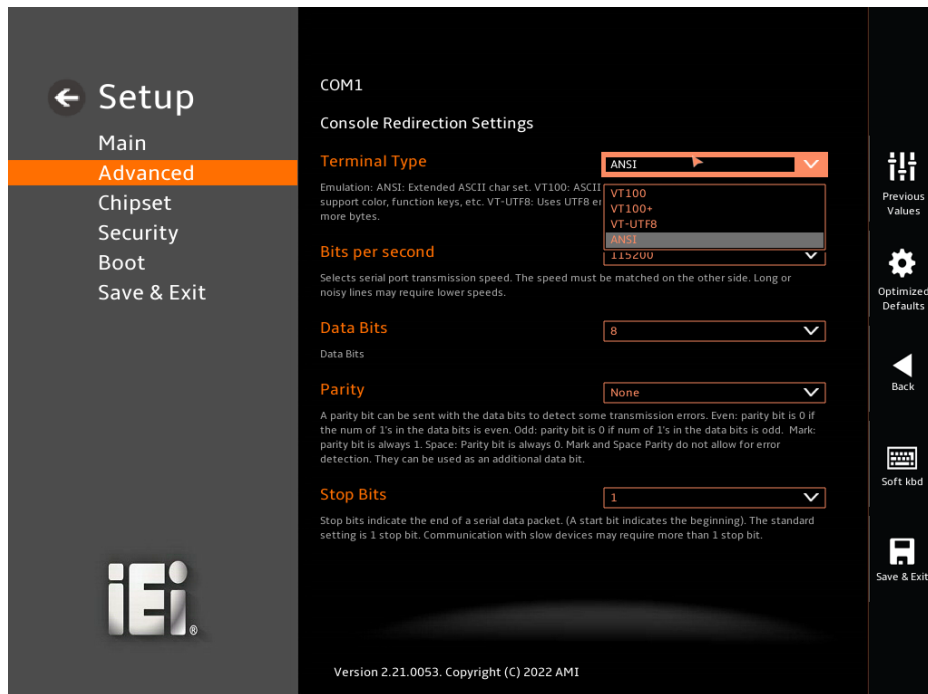 Setup
Main
Advanced
Chipset
Security
Boot
Save & Exit
iEi®
COM1
Console Redirection Settings
Terminal Type
ANSI
VT100
VT100+
VT-UTF8
ANSI
Emulation: ANSI: Extended ASCII char set. VT100: ASCII
support color, function keys, etc. VT-UTF8: Uses UTF8
more bytes.
Bits per second
115200
Selects serial port transmission speed. The speed must be matched on the other side. Long or
noisy lines may require lower speeds.
Data Bits
8
Data Bits
Parity
None
A parity bit can be sent with the data bits to detect some transmission errors. Even: parity bit is 0 if
the num of 1's in the data bits is even. Odd: parity bit is 0 if num of 1's in the data bits is odd. Mark:
parity bit is always 1. Space: Parity bit is always 0. Mark and Space Parity do not allow for error
detection. They can be used as an additional data bit.
Stop Bits
1
Stop bits indicate the end of a serial data packet. (A start bit indicates the beginning). The standard
setting is 1 stop bit. Communication with slow devices may require more than 1 stop bit.
Version 2.21.0053. Copyright (C) 2022 AMI
Previous
Values
Optimized
Defaults
Back
Soft kbd
Save & Exit